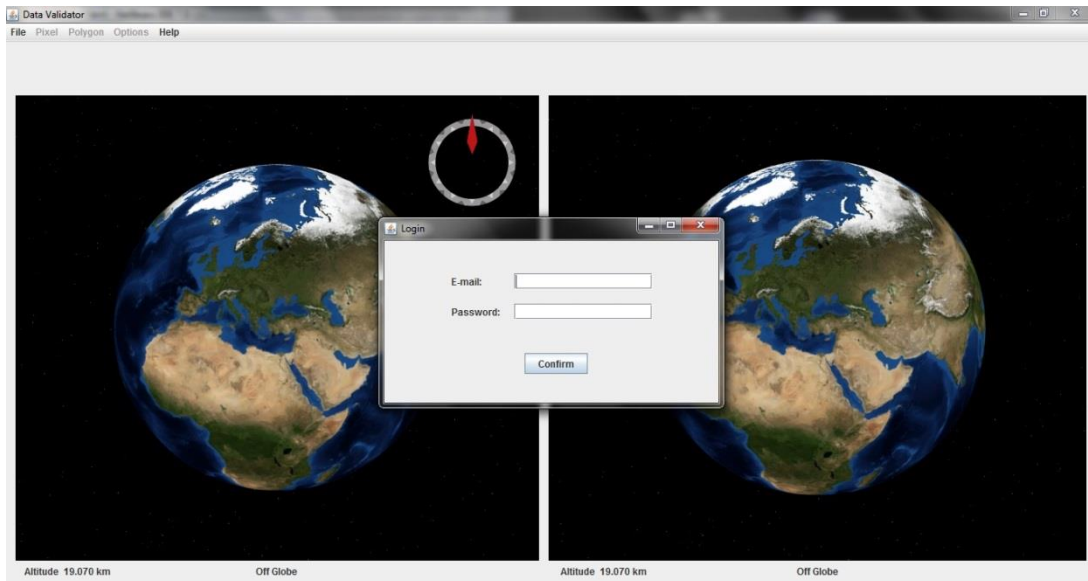 Data Validator
File Pixel Polygon Options Help
Login
E-mail:
Password:
Confirm
Altitude 19.070 km Off Globe Altitude 19.070 km Off Globe